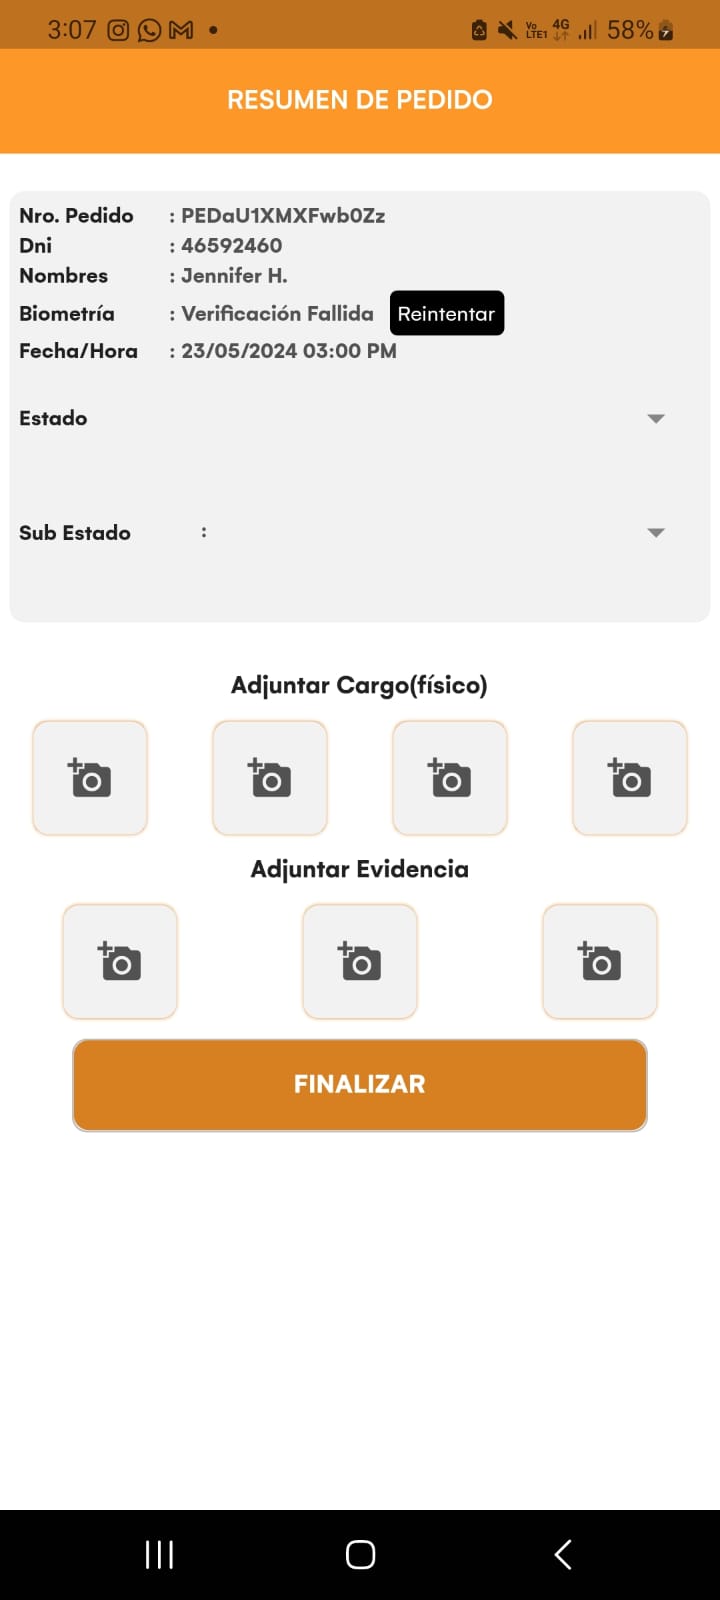 3:07 Vo LTE1 4G 58%
RESUMEN DE PEDIDO
Nro. Pedido : PEDaU1XMXFwb0Zz
Dni : 46592460
Nombres : Jennifer H.
Biometría : Verificación Fallida Reintentar
Fecha/Hora : 23/05/2024 03:00 PM
Estado
Sub Estado :
Adjuntar Cargo(físico)
Adjuntar Evidencia
FINALIZAR